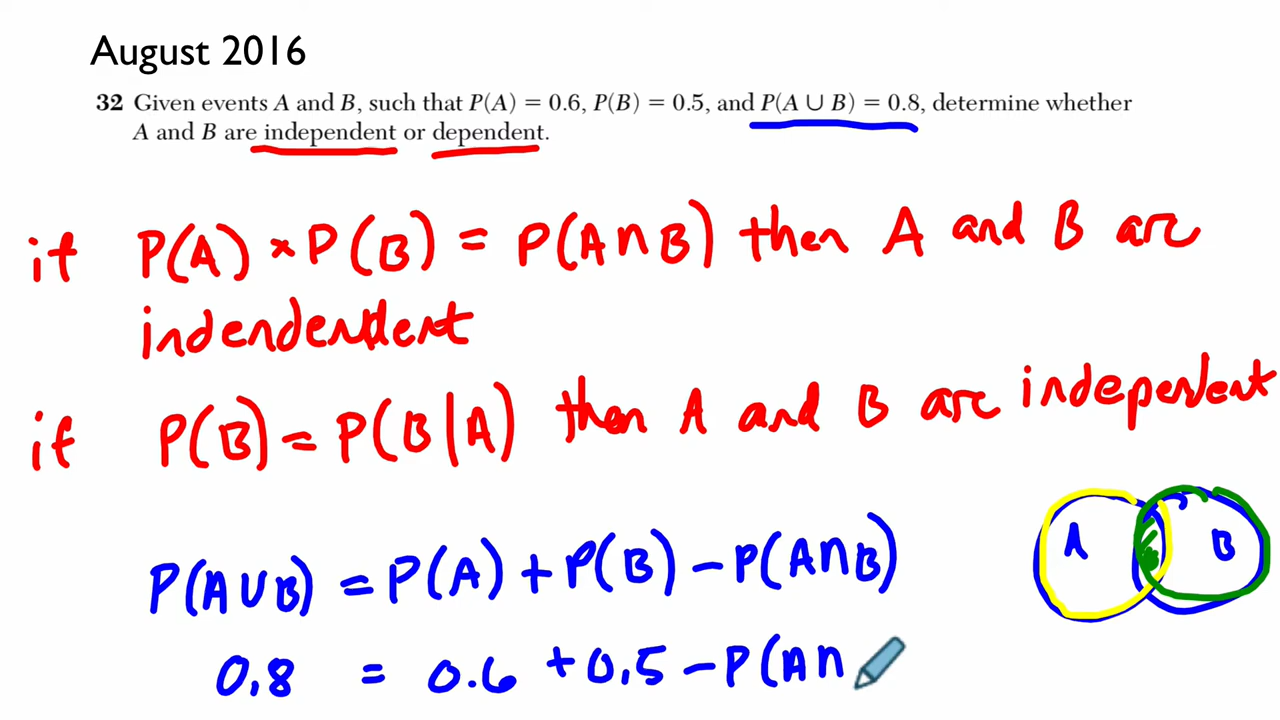 August 2016
32 Given events A and B, such that P(A) = 0.6, P(B) = 0.5, and P(A ∪ B) = 0.8, determine whether
A and B are independent or dependent.
if P(A) × P(B) = P(A∩B) then A and B are
indendendent
if P(B) = P(B|A) then A and B are independent
A B
P(A∪B) = P(A) + P(B) − P(A∩B)
0.8 = 0.6 + 0.5 − P(A∩